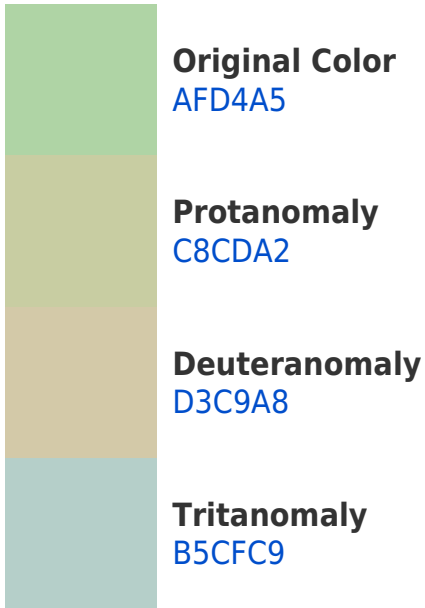 Original Color
AFD4A5
Protanomaly
C8CDA2
Deuteranomaly
D3C9A8
Tritanomaly
B5CFC9